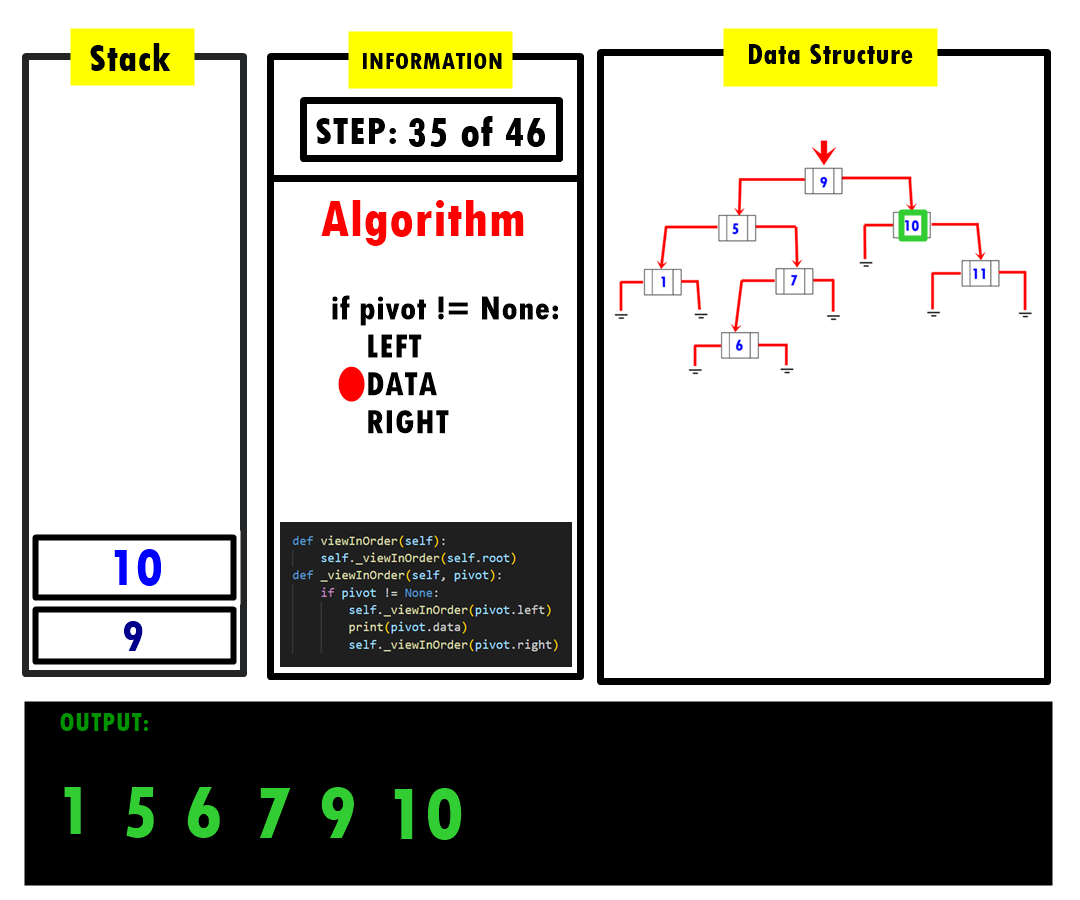 Stack
10
9
INFORMATION
STEP: 35 of 46
Algorithm
if pivot != None:
LEFT
DATA
RIGHT
def viewInOrder(self):
self._viewInOrder(self.root)
def _viewInOrder(self, pivot):
if pivot != None:
self._viewInOrder(pivot.left)
print(pivot.data)
self._viewInOrder(pivot.right)
Data Structure
9
5
10
1
7
11
6
OUTPUT:
1 5 6 7 9 10